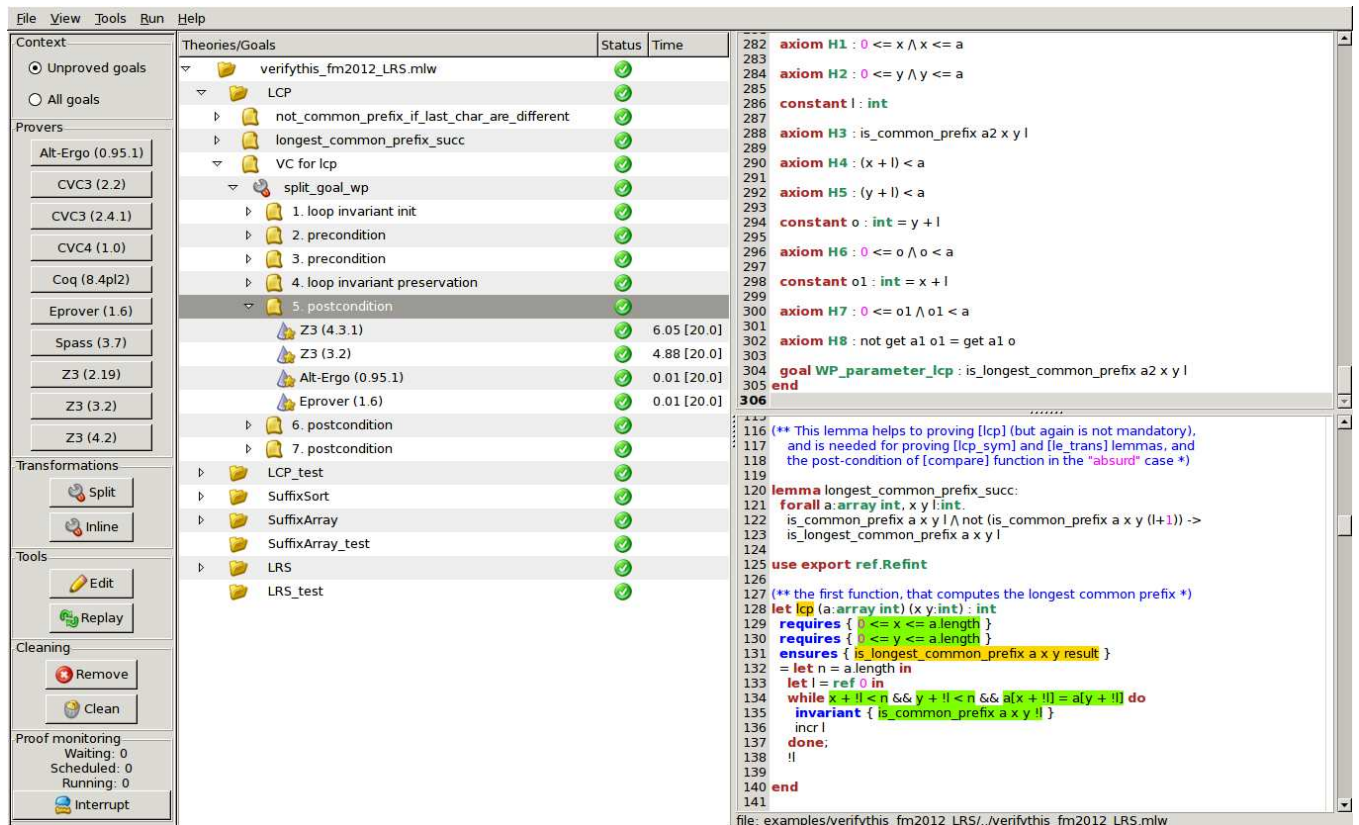 File View Tools Run Help
Context
Unproved goals
All goals
Provers
Alt-Ergo (0.95.1)
CVC3 (2.2)
CVC3 (2.4.1)
CVC4 (1.0)
Coq (8.4pl2)
Eprover (1.6)
Spass (3.7)
Z3 (2.19)
Z3 (3.2)
Z3 (4.2)
Transformations
Split
Inline
Tools
Edit
Replay
Cleaning
Remove
Clean
Proof monitoring
Waiting: 0
Scheduled: 0
Running: 0
Interrupt
Theories/Goals Status Time
verifythis_fm2012_LRS.mlw
LCP
not_common_prefix_if_last_char_are_different
longest_common_prefix_succ
VC for lcp
split_goal_wp
1. loop invariant init
2. precondition
3. precondition
4. loop invariant preservation
5. postcondition
Z3 (4.3.1) 6.05 [20.0]
Z3 (3.2) 4.88 [20.0]
Alt-Ergo (0.95.1) 0.01 [20.0]
Eprover (1.6) 0.01 [20.0]
6. postcondition
7. postcondition
LCP_test
SuffixSort
SuffixArray
SuffixArray_test
LRS
LRS_test
282 axiom H1 : 0 <= x /\ x <= a
283
284 axiom H2 : 0 <= y /\ y <= a
285
286 constant l : int
287
288 axiom H3 : is_common_prefix a2 x y l
289
290 axiom H4 : (x + l) < a
291
292 axiom H5 : (y + l) < a
293
294 constant o : int = y + l
295
296 axiom H6 : 0 <= o /\ o < a
297
298 constant o1 : int = x + l
299
300 axiom H7 : 0 <= o1 /\ o1 < a
301
302 axiom H8 : not get a1 o1 = get a1 o
303
304 goal WP_parameter_lcp : is_longest_common_prefix a2 x y l
305 end
306
115
116 (** This lemma helps to proving [lcp] (but again is not mandatory),
117 and is needed for proving [lcp_sym] and [le_trans] lemmas, and
118 the post-condition of [compare] function in the "absurd" case *)
119
120 lemma longest_common_prefix_succ:
121 forall a:array int, x y l:int.
122 is_common_prefix a x y l /\ not (is_common_prefix a x y (l+1)) ->
123 is_longest_common_prefix a x y l
124
125 use export ref.Refint
126
127 (** the first function, that computes the longest common prefix *)
128 let lcp (a:array int) (x y:int) : int
129 requires { 0 <= x <= a.length }
130 requires { 0 <= y <= a.length }
131 ensures { is_longest_common_prefix a x y result }
132 = let n = a.length in
133 let l = ref 0 in
134 while x + !l < n && y + !l < n && a[x + !l] = a[y + !l] do
135 invariant { is_common_prefix a x y !l }
136 incr l
137 done;
138 !l
139
140 end
141
file: examples/verifythis_fm2012_LRS/../verifythis_fm2012_LRS.mlw